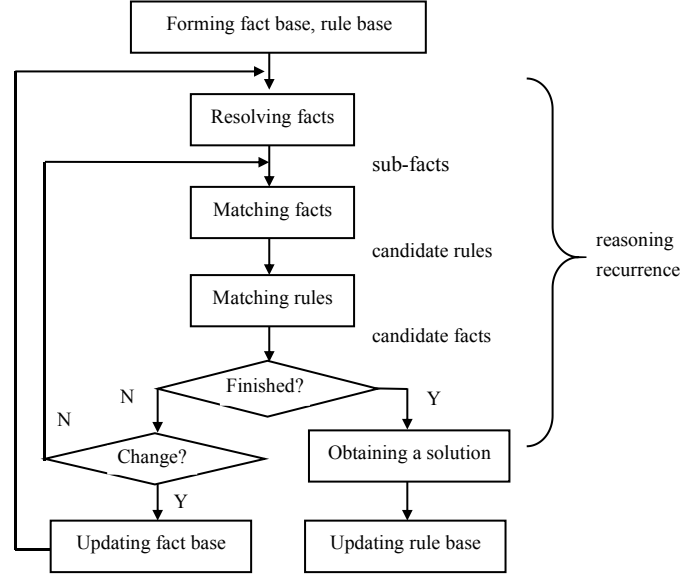 Forming fact base, rule base
Resolving facts
sub-facts
Matching facts
candidate rules
reasoning
recurrence
Matching rules
candidate facts
Finished?
N
Y
N
Change?
Obtaining a solution
Y
Updating fact base
Updating rule base